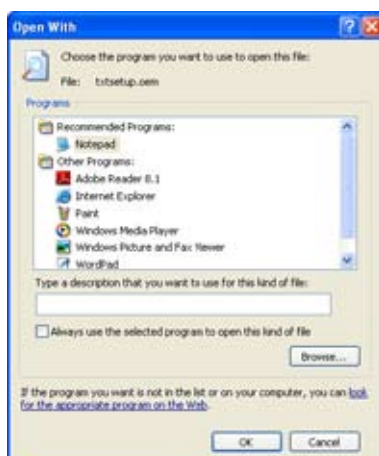 Open With
Choose the program you want to use to open this file:
File: txtsetup.oem
Programs
Recommended Programs:
Notepad
Other Programs:
Adobe Reader 8.1
Internet Explorer
Paint
Windows Media Player
Windows Picture and Fax Viewer
WordPad
Type a description that you want to use for this kind of file:
Always use the selected program to open this kind of file
Browse...
If the program you want is not in the list or on your computer, you can look
for the appropriate program on the Web.
OK
Cancel